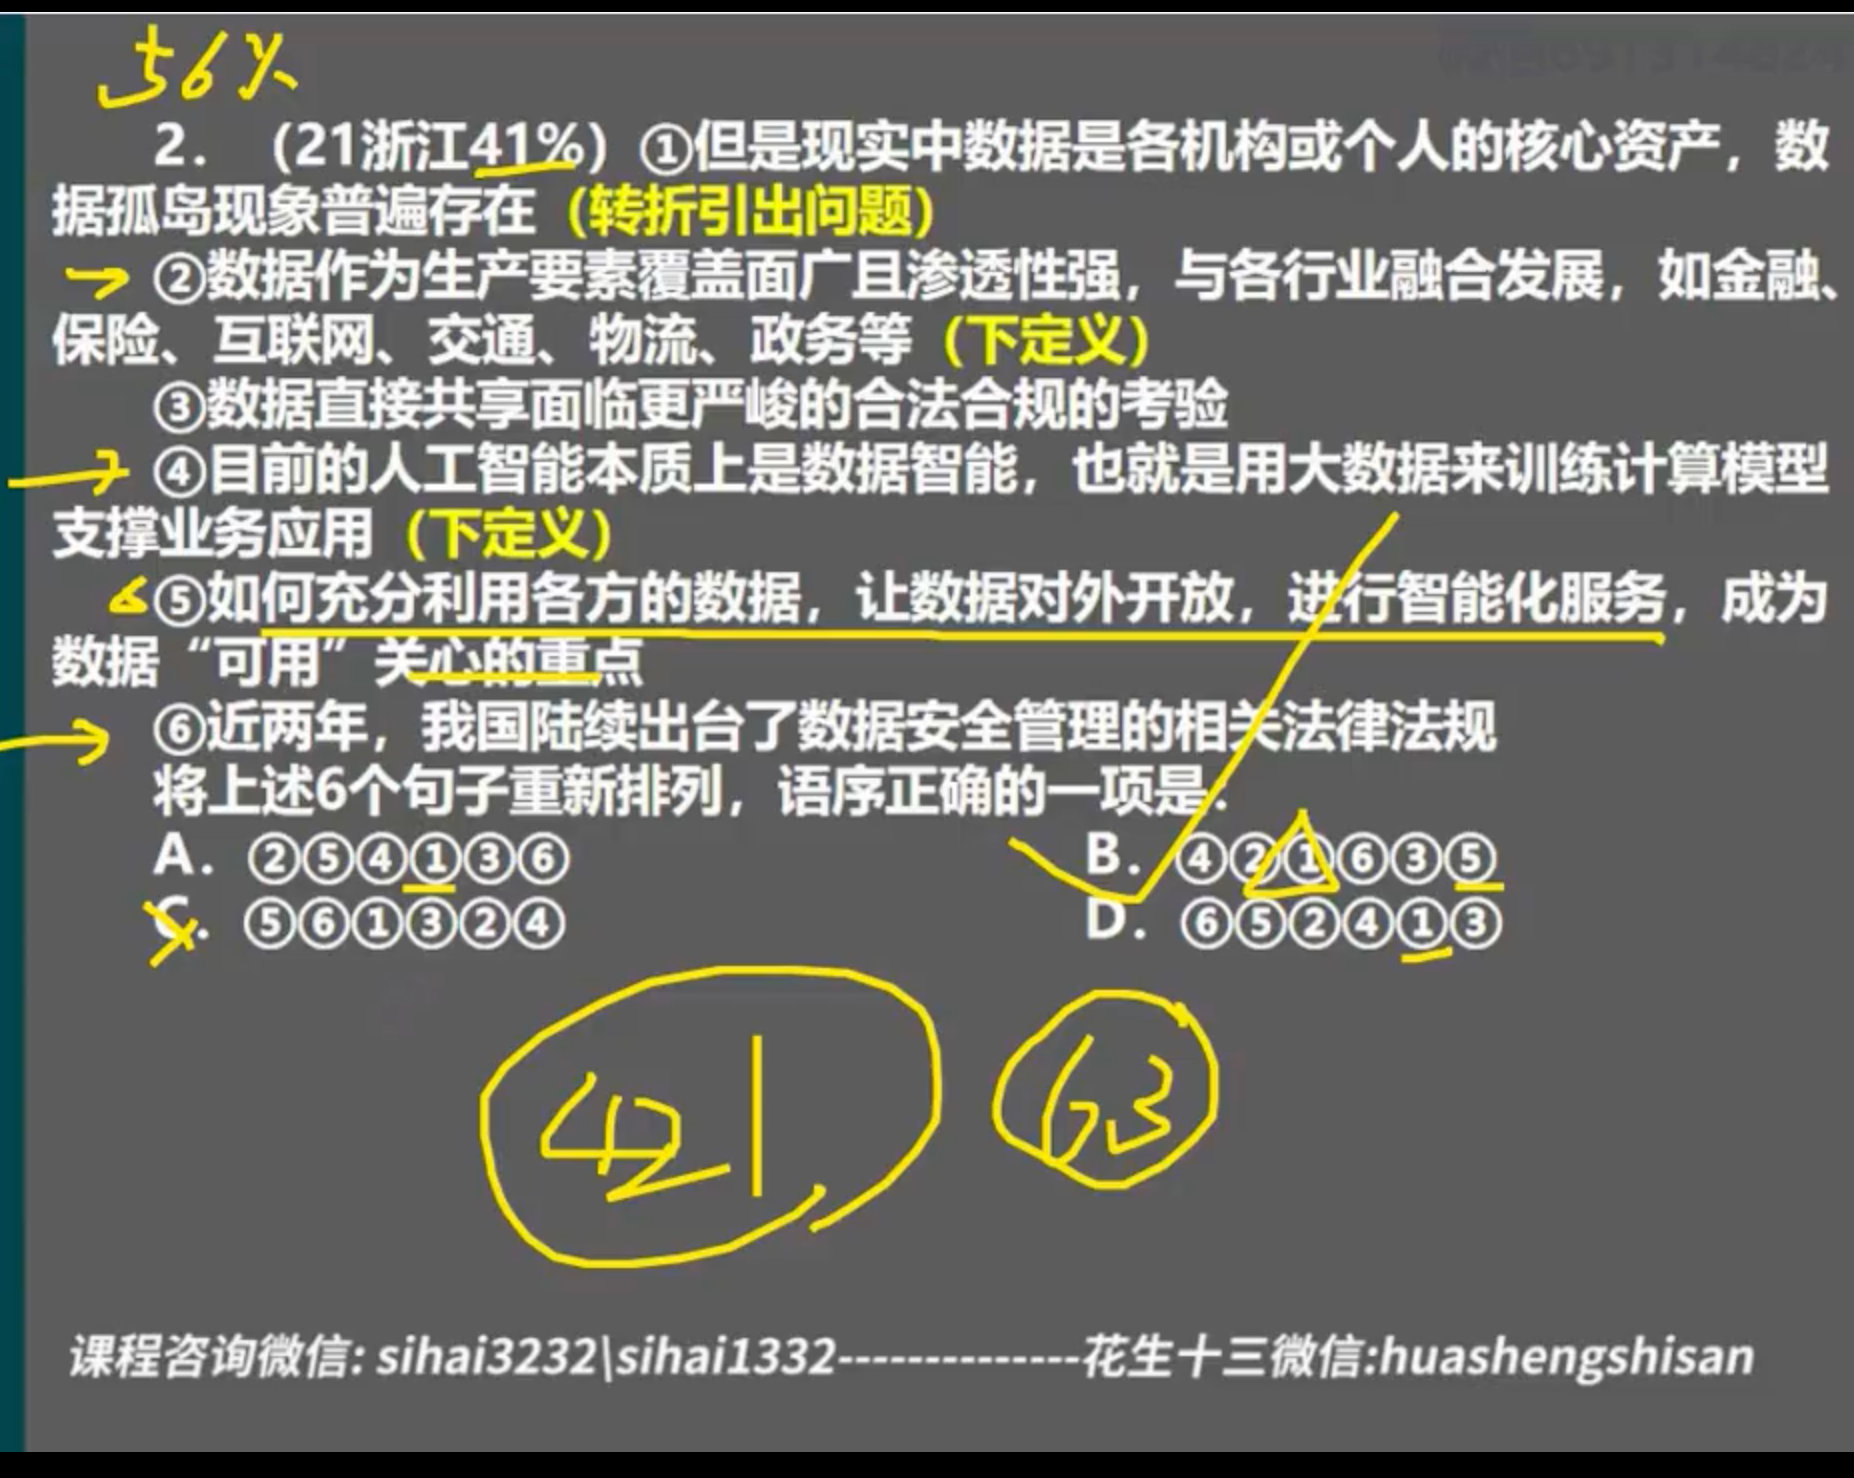 56%
2. （21浙江41%）①但是现实中数据是各机构或个人的核心资产，数
据孤岛现象普遍存在（转折引出问题）
②数据作为生产要素覆盖面广且渗透性强，与各行业融合发展，如金融、
保险、互联网、交通、物流、政务等（下定义）
③数据直接共享面临更严峻的合法合规的考验
④目前的人工智能本质上是数据智能，也就是用大数据来训练计算模型
支撑业务应用（下定义）
⑤如何充分利用各方的数据，让数据对外开放，进行智能化服务，成为
数据“可用”关心的重点
⑥近两年，我国陆续出台了数据安全管理的相关法律法规
将上述6个句子重新排列，语序正确的一项是：
A. ②⑤④①③⑥ B. ④②①⑥③⑤
C. ⑤⑥①③②④ D. ⑥⑤②④①③
421, 63
课程咨询微信: sihai3232\sihai1332--------------花生十三微信:huashengshisan